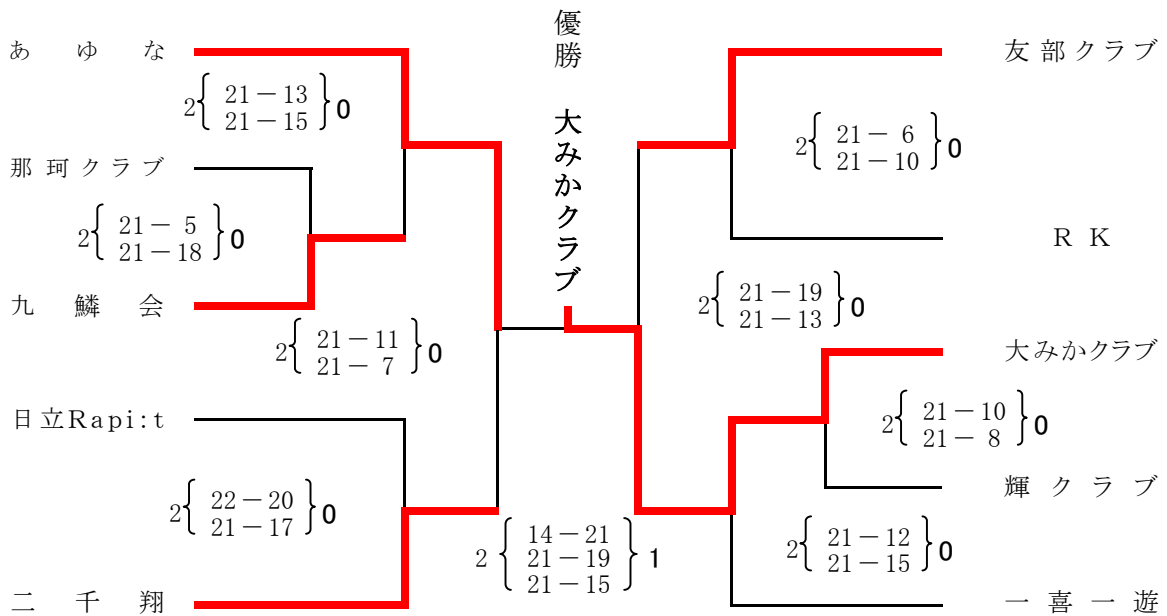 優勝 大みかクラブ
あゆな
2{ 21-13 }0
21-15
那珂クラブ
2{ 21- 5 }0
21-18
九鱗会
2{ 21-11 }0
21- 7
日立Rapi:t
2{ 22-20 }0
21-17
二千翔
2{ 14-21 }1
21-19
21-15
友部クラブ
2{ 21- 6 }0
21-10
RK
2{ 21-19 }0
21-13
大みかクラブ
2{ 21-10 }0
21- 8
輝クラブ
2{ 21-12 }0
21-15
一喜一遊